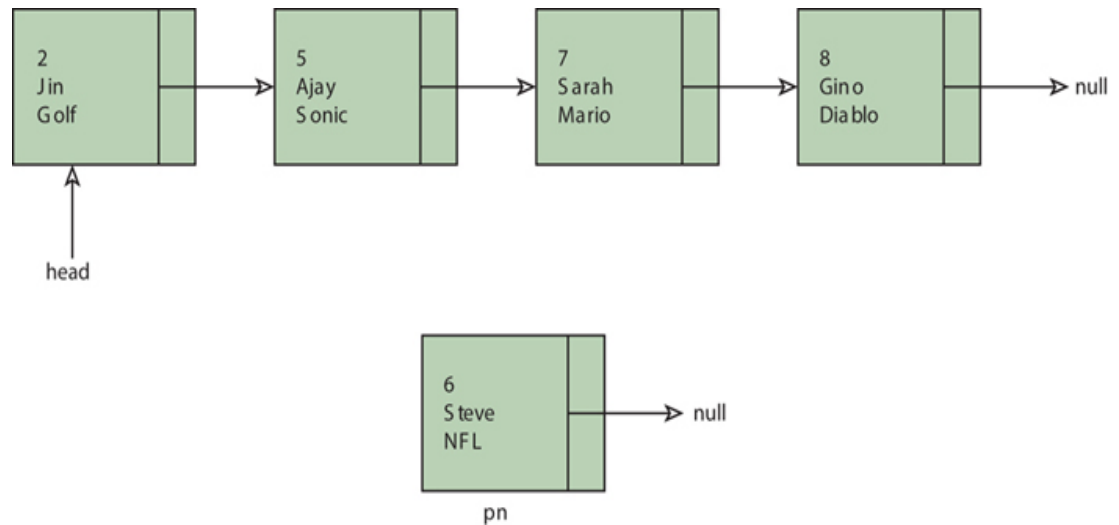 2
Jin
Golf
5
Ajay
Sonic
7
Sarah
Mario
8
Gino
Diablo
null
head
6
Steve
NFL
null
pn